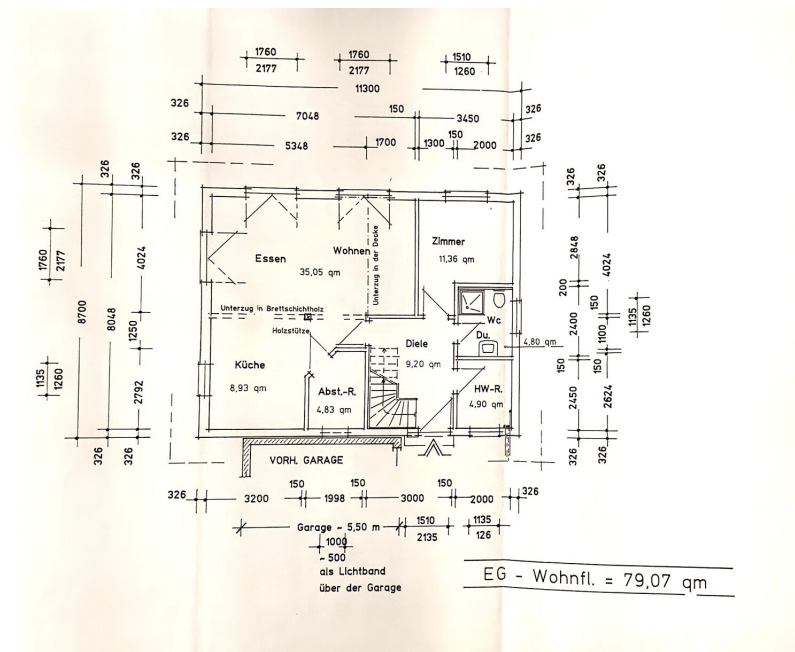 1760 1760 1510
2177 2177 1260
11300
326 7048 150 3450 326
326 5348 1700 1300 150 2000 326
326 326 326
326 326
1760
2177
4024
8700
8048
1250
1135
1260
2792
326 326 326
Essen
Wohnen
35,05 qm
Unterzug in der Decke
Zimmer
11,36 qm
Unterzug in Brettschichtholz
Holzstütze
Wc
Du.
4,80 qm
Diele
9,20 qm
Küche
8,93 qm
Abst.-R.
4,83 qm
HW-R.
4,90 qm
326 326
2848 4024
200 150
2400 1100
1135
1260
150 150
2450 2624
326 326
VORH. GARAGE
326 3200 150 1998 150 3000 150 2000 326
Garage ~ 5,50 m
1510 1135
2135 126
1000
~ 500
als Lichtband
über der Garage
EG - Wohnfl. = 79,07 qm